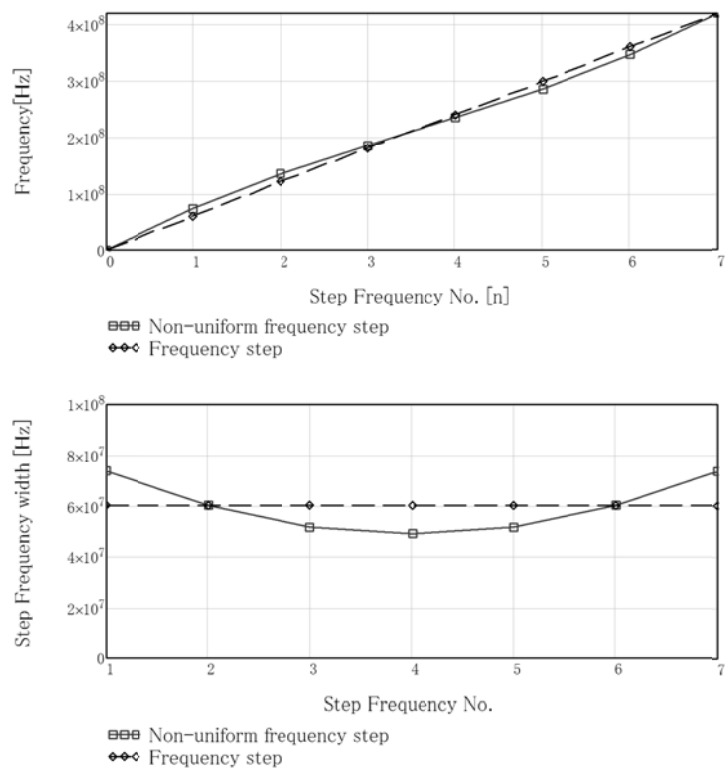 Frequency[Hz]
4×10⁸
3×10⁸
2×10⁸
1×10⁸
0
0 1 2 3 4 5 6 7
Step Frequency No. [n]
Non-uniform frequency step
Frequency step
Step Frequency width [Hz]
1×10⁸
8×10⁷
6×10⁷
4×10⁷
2×10⁷
0
1 2 3 4 5 6 7
Step Frequency No.
Non-uniform frequency step
Frequency step